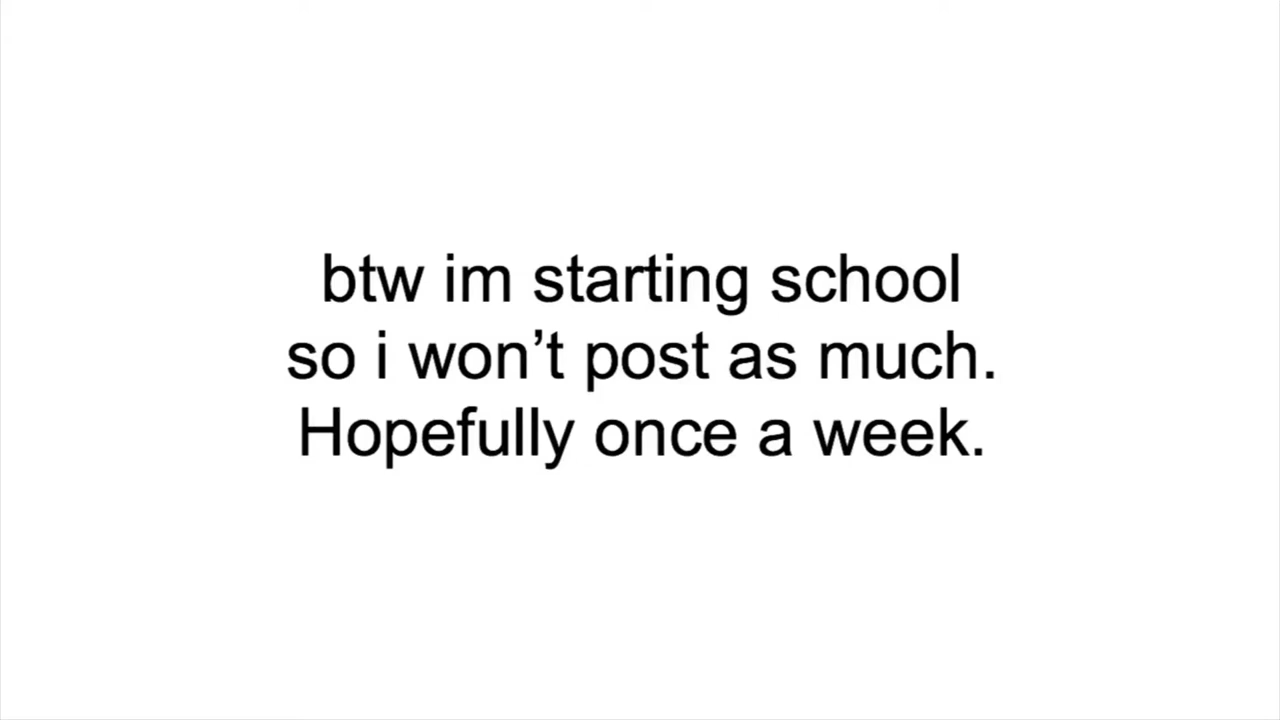 btw im starting school
so i won’t post as much.
Hopefully once a week.